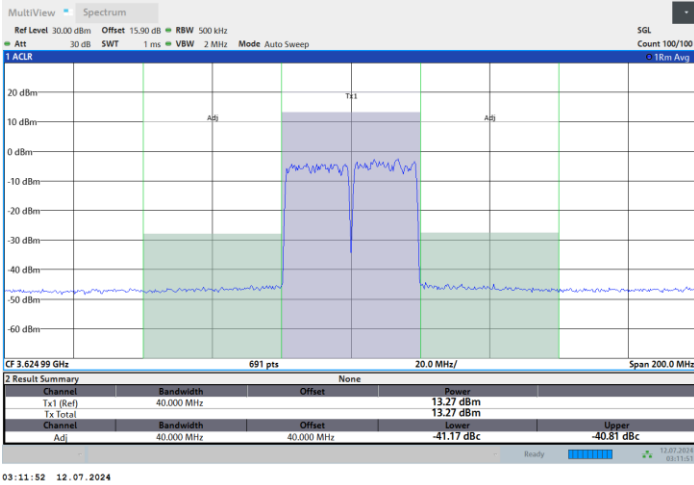 MultiView Spectrum
Ref Level 30.00 dBm Offset 15.90 dB RBW 500 kHz SGL
Att 30 dB SWT 1 ms VBW 2 MHz Mode Auto Sweep Count 100/100
1 ACLR 1Rm Avg
20 dBm
Tx1
10 dBm
Adj Adj
0 dBm
-10 dBm
-20 dBm
-30 dBm
-40 dBm
-50 dBm
-60 dBm
CF 3.624 99 GHz 691 pts 20.0 MHz/ Span 200.0 MHz
2 Result Summary None
Channel Bandwidth Offset Power
Tx1 (Ref) 40.000 MHz 13.27 dBm
Tx Total 13.27 dBm
Channel Bandwidth Offset Lower Upper
Adj 40.000 MHz 40.000 MHz -41.17 dBc -40.81 dBc
Ready 12.07.2024
03:11:51
03:11:52 12.07.2024